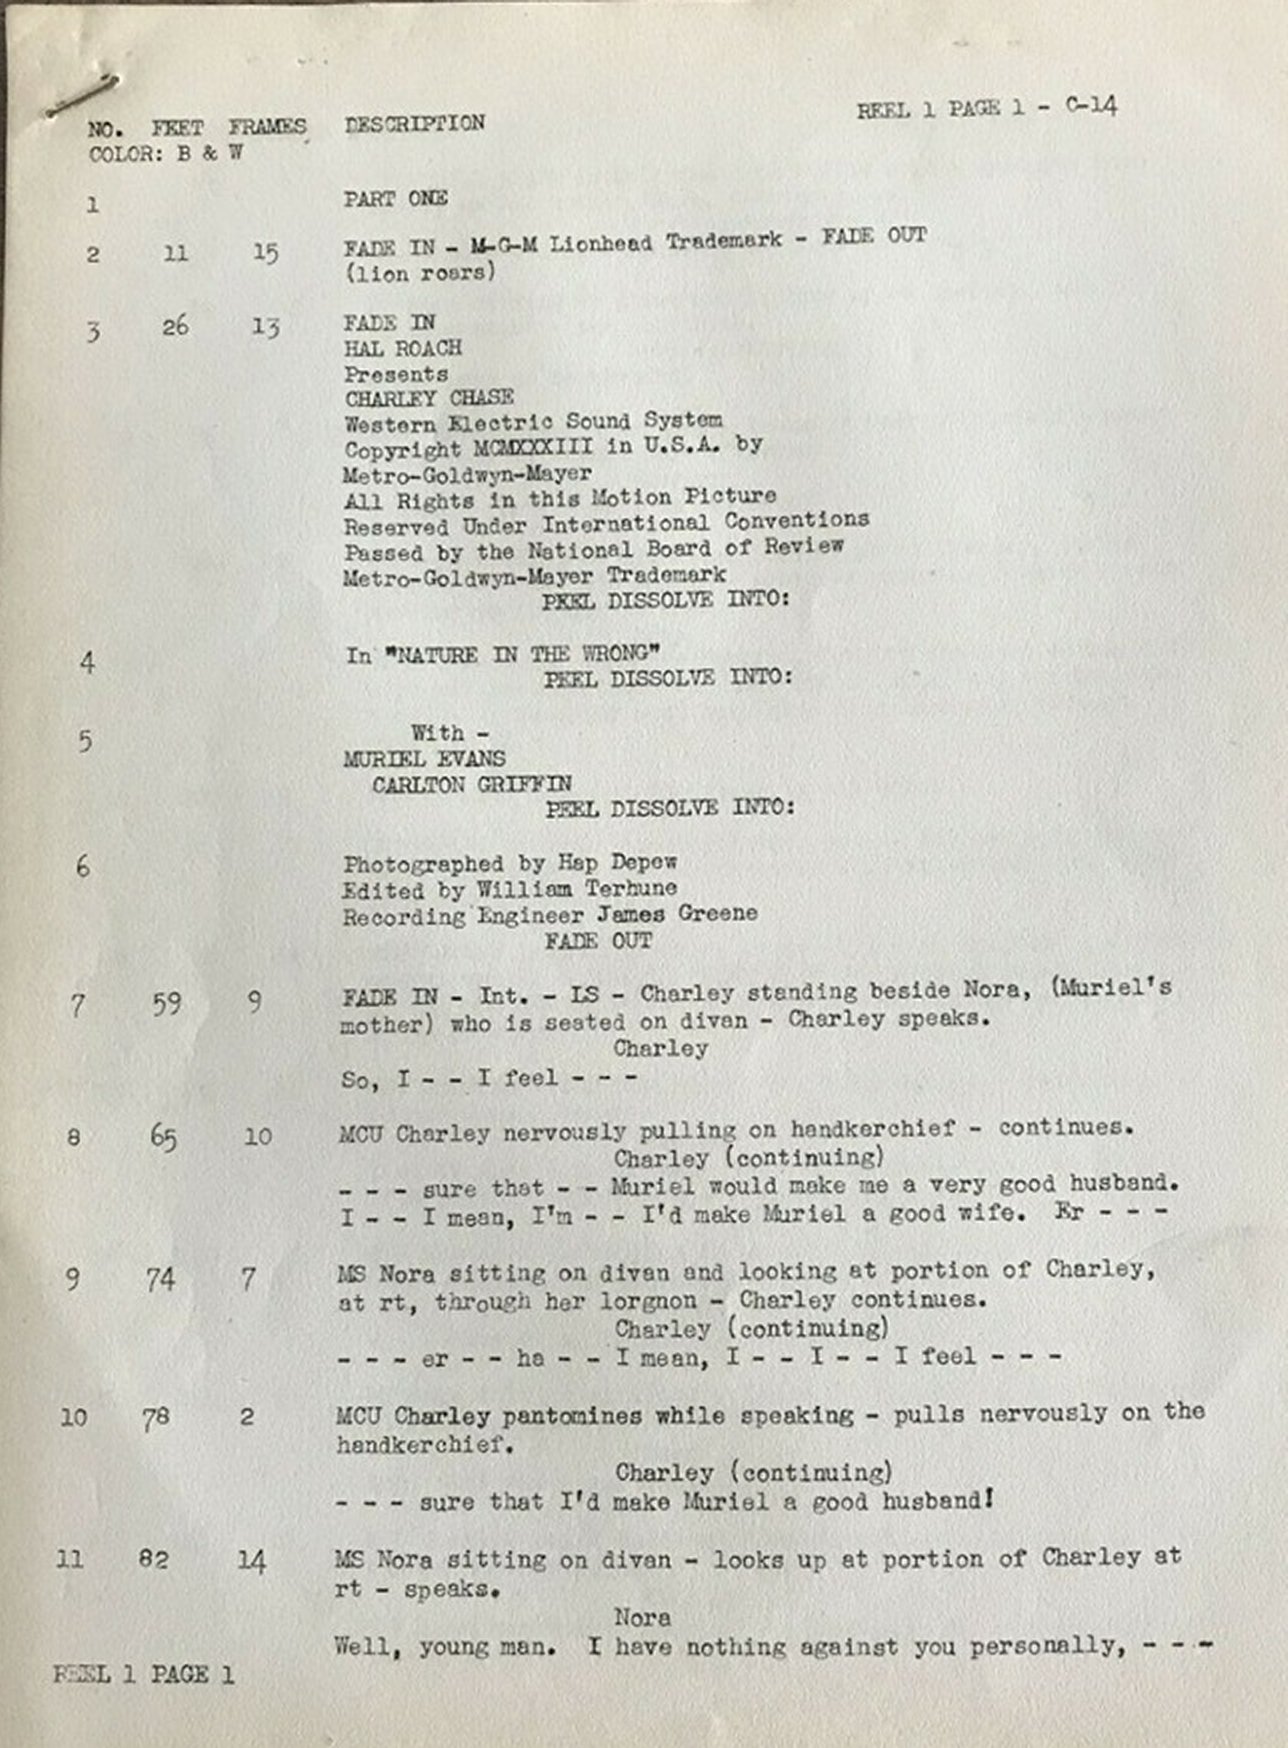 REEL 1 PAGE 1 - C-14
NO. FEET FRAMES DESCRIPTION
COLOR: B & W
1 PART ONE
2 11 15 FADE IN - M-G-M Lionhead Trademark - FADE OUT
(lion roars)
3 26 13 FADE IN
HAL ROACH
Presents
CHARLEY CHASE
Western Electric Sound System
Copyright MCMXXXIII in U.S.A. by
Metro-Goldwyn-Mayer
All Rights in this Motion Picture
Reserved Under International Conventions
Passed by the National Board of Review
Metro-Goldwyn-Mayer Trademark
PEEL DISSOLVE INTO:
4 In "NATURE IN THE WRONG"
PEEL DISSOLVE INTO:
5 With -
MURIEL EVANS
CARLTON GRIFFIN
PEEL DISSOLVE INTO:
6 Photographed by Hap Depew
Edited by William Terhune
Recording Engineer James Greene
FADE OUT
7 59 9 FADE IN - Int. - LS - Charley standing beside Nora, (Muriel's
mother) who is seated on divan - Charley speaks.
Charley
So, I - - I feel - - -
8 65 10 MCU Charley nervously pulling on handkerchief - continues.
Charley (continuing)
- - - sure that - - Muriel would make me a very good husband.
I - - I mean, I'm - - I'd make Muriel a good wife. Er - - -
9 74 7 MS Nora sitting on divan and looking at portion of Charley,
at rt, through her lorgnon - Charley continues.
Charley (continuing)
- - - er - - ha - - I mean, I - - I - - I feel - - -
10 78 2 MCU Charley pantomines while speaking - pulls nervously on the
handkerchief.
Charley (continuing)
- - - sure that I'd make Muriel a good husband!
11 82 14 MS Nora sitting on divan - looks up at portion of Charley at
rt - speaks.
Nora
Well, young man. I have nothing against you personally, - - -
REEL 1 PAGE 1